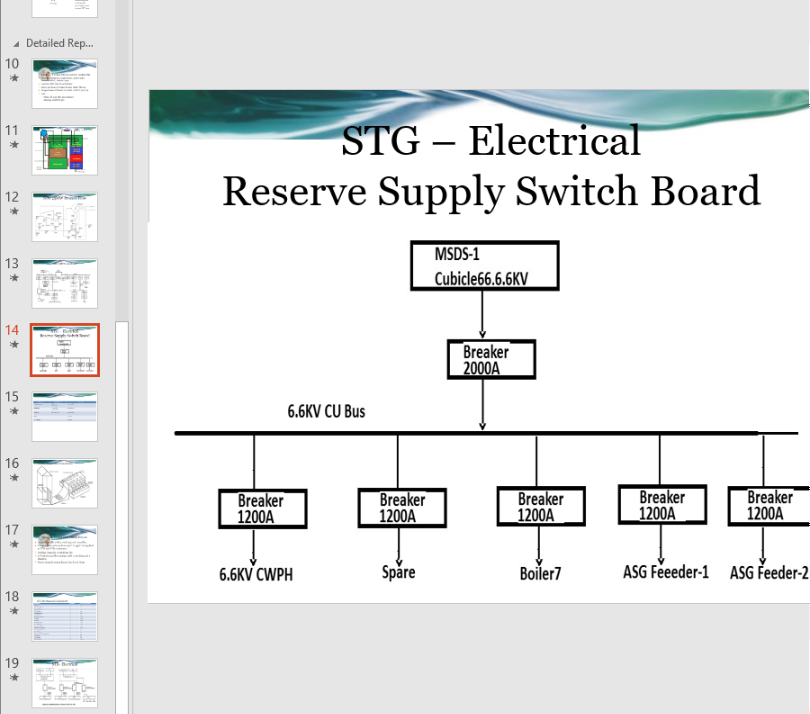 Detailed Rep...
10
11
12
13
14
15
16
17
18
19
STG – Electrical
Reserve Supply Switch Board
MSDS-1
Cubicle66.6.6KV
Breaker
2000A
6.6KV CU Bus
Breaker
1200A
Breaker
1200A
Breaker
1200A
Breaker
1200A
Breaker
1200A
6.6KV CWPH
Spare
Boiler7
ASG Feeeder-1
ASG Feeder-2